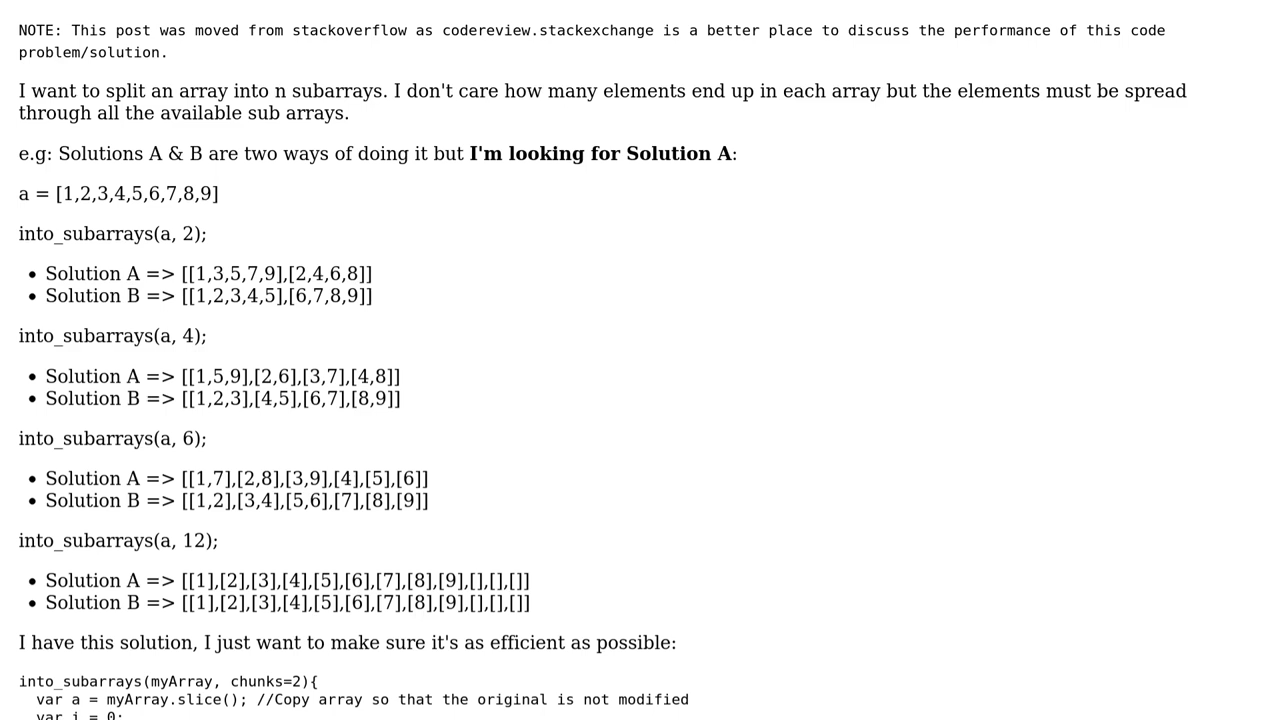 NOTE: This post was moved from stackoverflow as codereview.stackexchange is a better place to discuss the performance of this code
problem/solution.
I want to split an array into n subarrays. I don't care how many elements end up in each array but the elements must be spread
through all the available sub arrays.
e.g: Solutions A & B are two ways of doing it but I'm looking for Solution A:
a = [1,2,3,4,5,6,7,8,9]
into_subarrays(a, 2);
• Solution A => [[1,3,5,7,9],[2,4,6,8]]
• Solution B => [[1,2,3,4,5],[6,7,8,9]]
into_subarrays(a, 4);
• Solution A => [[1,5,9],[2,6],[3,7],[4,8]]
• Solution B => [[1,2,3],[4,5],[6,7],[8,9]]
into_subarrays(a, 6);
• Solution A => [[1,7],[2,8],[3,9],[4],[5],[6]]
• Solution B => [[1,2],[3,4],[5,6],[7],[8],[9]]
into_subarrays(a, 12);
• Solution A => [[1],[2],[3],[4],[5],[6],[7],[8],[9],[],[],[]]
• Solution B => [[1],[2],[3],[4],[5],[6],[7],[8],[9],[],[],[]]
I have this solution, I just want to make sure it's as efficient as possible:
into_subarrays(myArray, chunks=2){
var a = myArray.slice(); //Copy array so that the original is not modified
var i = 0;